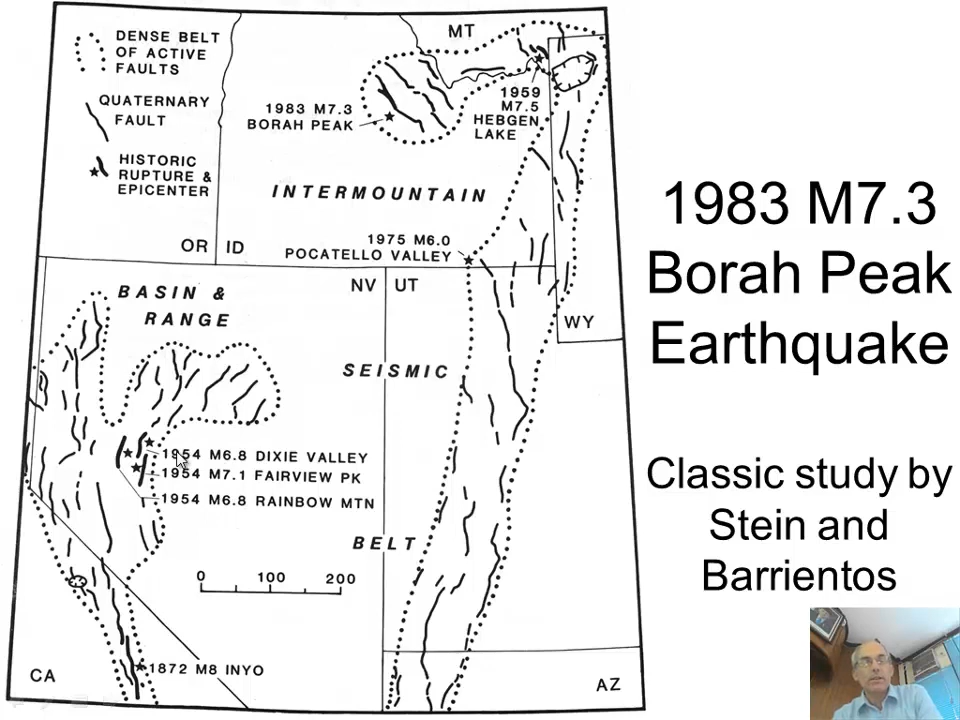 DENSE BELT
OF ACTIVE
FAULTS
QUATERNARY
FAULT
HISTORIC
RUPTURE &
EPICENTER
MT
1983 M7.3
BORAH PEAK
1959
M7.5
HEBGEN
LAKE
INTERMOUNTAIN
1975 M6.0
POCATELLO VALLEY
OR ID
NV UT
WY
BASIN &
RANGE
SEISMIC
1954 M6.8 DIXIE VALLEY
1954 M7.1 FAIRVIEW PK
1954 M6.8 RAINBOW MTN
BELT
0 100 200
1872 M8 INYO
CA
AZ
1983 M7.3
Borah Peak
Earthquake
Classic study by
Stein and
Barrientos